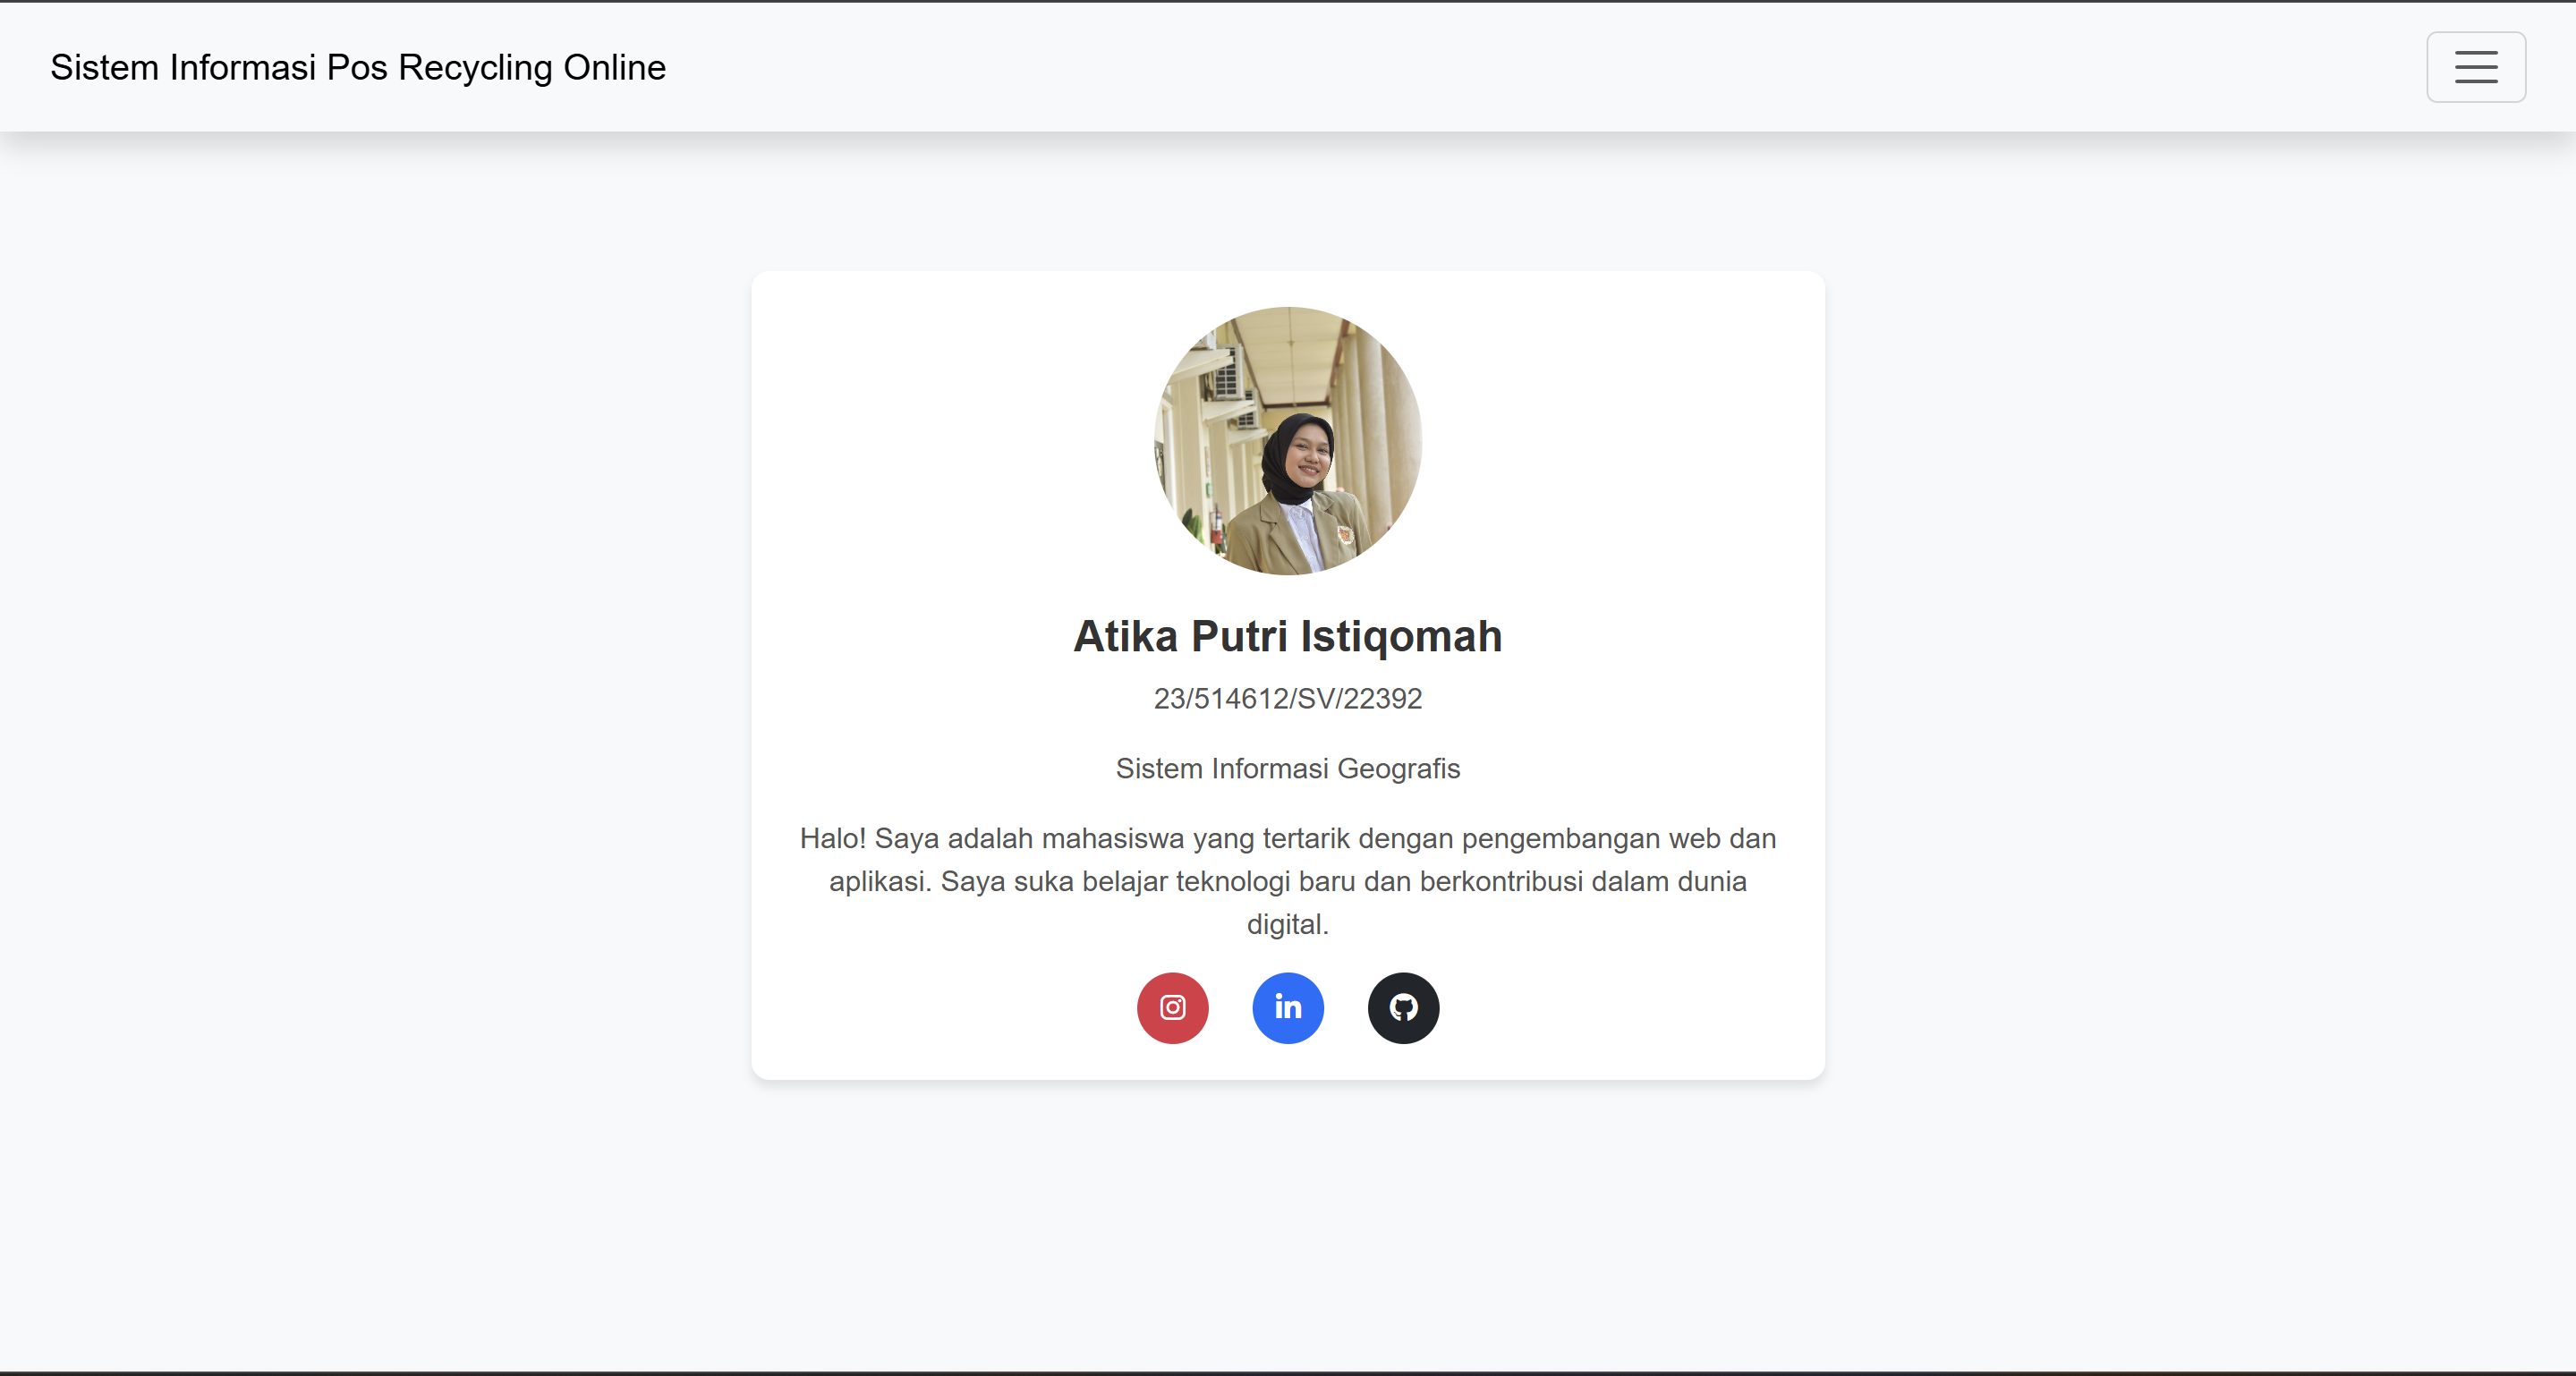 Sistem Informasi Pos Recycling Online
Atika Putri Istiqomah
23/514612/SV/22392
Sistem Informasi Geografis
Halo! Saya adalah mahasiswa yang tertarik dengan pengembangan web dan
aplikasi. Saya suka belajar teknologi baru dan berkontribusi dalam dunia
digital.
in